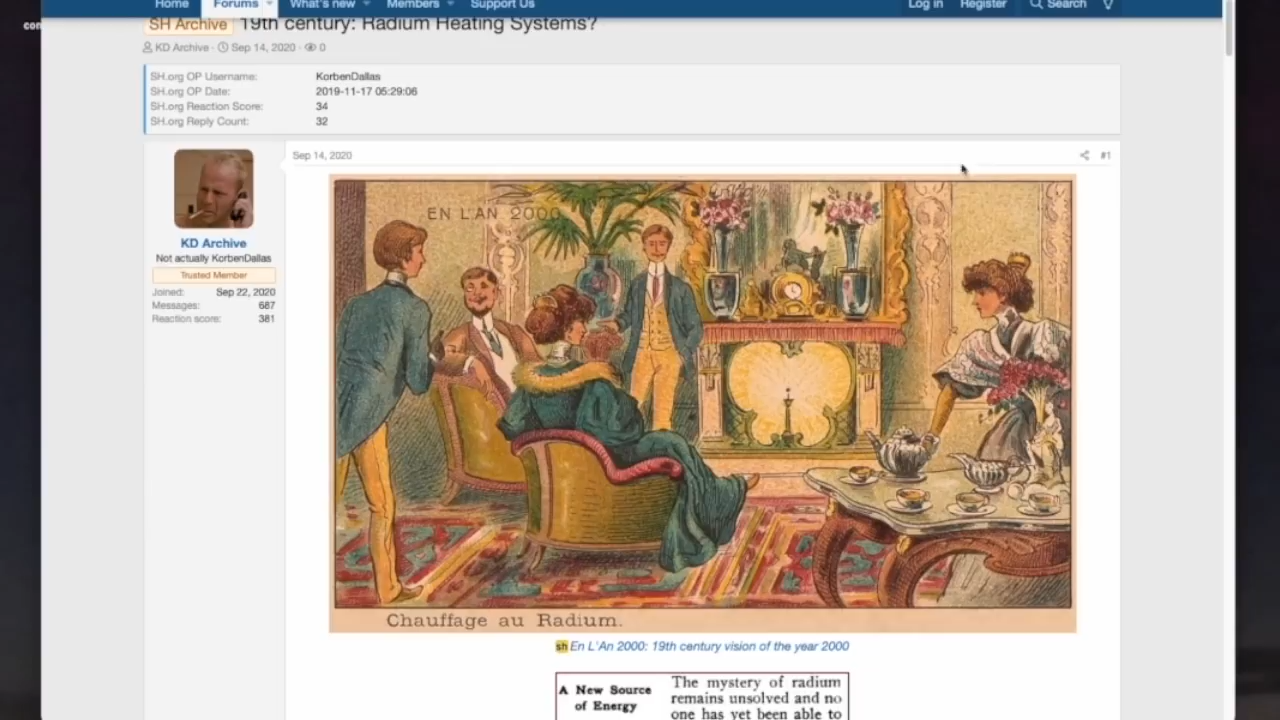 Home Forums What's new Members Support Us Log in Register Search
SH Archive 19th century: Radium Heating Systems?
KD Archive · Sep 14, 2020 · 0
SH.org OP Username: KorbenDallas
SH.org OP Date: 2019-11-17 05:29:06
SH.org Reaction Score: 34
SH.org Reply Count: 32
Sep 14, 2020 #1
EN L'AN 2000
KD Archive
Not actually KorbenDallas
Trusted Member
Joined: Sep 22, 2020
Messages: 687
Reaction score: 381
Chauffage au Radium.
sh En L'An 2000: 19th century vision of the year 2000
A New Source
of Energy
The mystery of radium
remains unsolved and no
one has yet been able to